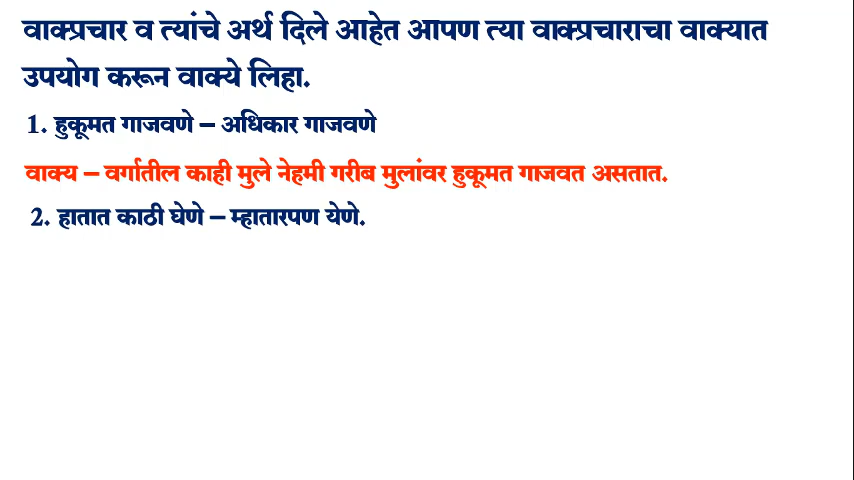 वाक्प्रचार व त्यांचे अर्थ दिले आहेत आपण त्या वाक्प्रचाराचा वाक्यात
उपयोग करून वाक्ये लिहा.
1. हुकूमत गाजवणे – अधिकार गाजवणे
वाक्य – वर्गातील काही मुले नेहमी गरीब मुलांवर हुकूमत गाजवत असतात.
2. हातात काठी घेणे – म्हातारपण येणे.